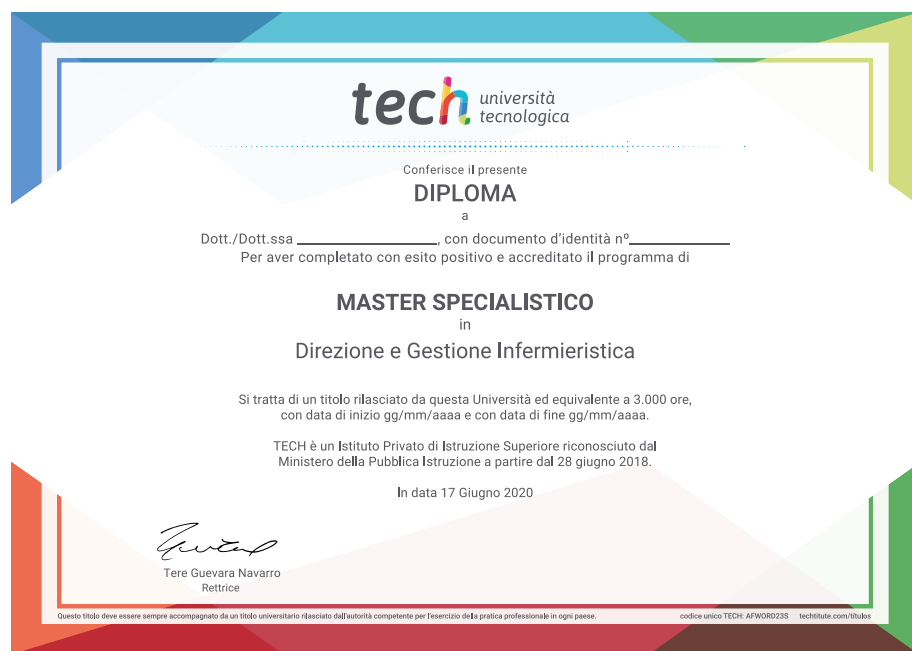 tech università
tecnologica
Conferisce il presente
DIPLOMA
a
Dott./Dott.ssa ________________, con documento d'identità nº____________
Per aver completato con esito positivo e accreditato il programma di
MASTER SPECIALISTICO
in
Direzione e Gestione Infermieristica
Si tratta di un titolo rilasciato da questa Università ed equivalente a 3.000 ore,
con data di inizio gg/mm/aaaa e con data di fine gg/mm/aaaa.
TECH è un Istituto Privato di Istruzione Superiore riconosciuto dal
Ministero della Pubblica Istruzione a partire dal 28 giugno 2018.
In data 17 Giugno 2020
Tere Guevara Navarro
Rettrice
Questo titolo deve essere sempre accompagnato da un titolo universitario rilasciato dall'autorità competente per l'esercizio della pratica professionale in ogni paese. codice unico TECH: AFWORD23S techtitute.com/titulos